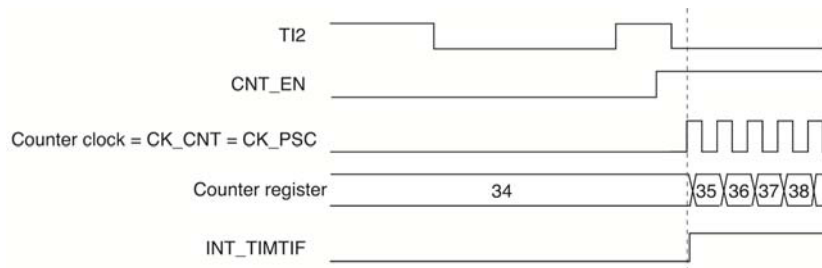 TI2
CNT_EN
Counter clock = CK_CNT = CK_PSC
Counter register 34 35 36 37 38
INT_TIMTIF